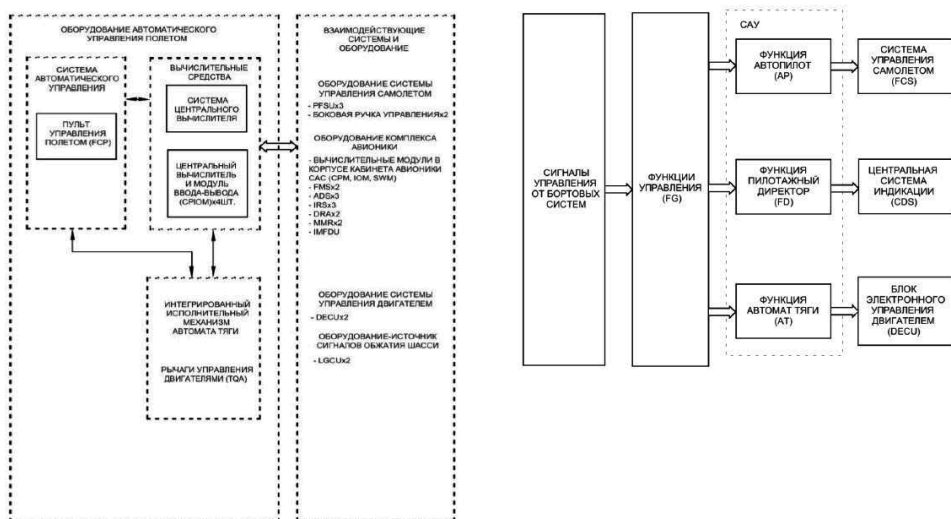 ОБОРУДОВАНИЕ АВТОМАТИЧЕСКОГО
УПРАВЛЕНИЯ ПОЛЕТОМ
СИСТЕМА
АВТОМАТИЧЕСКОГО
УПРАВЛЕНИЯ
ПУЛЬТ
УПРАВЛЕНИЯ
ПОЛЕТОМ (FCP)
ВЫЧИСЛИТЕЛЬНЫЕ
СРЕДСТВА
СИСТЕМА
ЦЕНТРАЛЬНОГО
ВЫЧИСЛИТЕЛЯ
ЦЕНТРАЛЬНЫЙ
ВЫЧИСЛИТЕЛЬ
И МОДУЛЬ
ВВОДА-ВЫВОДА
(CPIOM)x4ШТ.
ИНТЕГРИРОВАННЫЙ
ИСПОЛНИТЕЛЬНЫЙ
МЕХАНИЗМ
АВТОМАТА ТЯГИ
РЫЧАГИ УПРАВЛЕНИЯ
ДВИГАТЕЛЯМИ (TQA)
ВЗАИМОДЕЙСТВУЮЩИЕ
СИСТЕМЫ И
ОБОРУДОВАНИЕ
ОБОРУДОВАНИЕ СИСТЕМЫ
УПРАВЛЕНИЯ САМОЛЕТОМ
- PFSUx3
- БОКОВАЯ РУЧКА УПРАВЛЕНИЯx2
ОБОРУДОВАНИЕ КОМПЛЕКСА
АВИОНИКИ
- ВЫЧИСЛИТЕЛЬНЫЕ МОДУЛИ В
КОРПУСЕ КАБИНЕТА АВИОНИКИ
CAC (CPM, IOM, SWM)
- FMSx2
- ADSx3
- IRSx3
- DRAx2
- MMRx2
- IMFDU
ОБОРУДОВАНИЕ СИСТЕМЫ
УПРАВЛЕНИЯ ДВИГАТЕЛЕМ
- DECUx2
ОБОРУДОВАНИЕ-ИСТОЧНИК
СИГНАЛОВ ОБЖАТИЯ ШАССИ
- LGCUx2
СИГНАЛЫ
УПРАВЛЕНИЯ
ОТ БОРТОВЫХ
СИСТЕМ
ФУНКЦИИ
УПРАВЛЕНИЯ
(FG)
САУ
ФУНКЦИЯ
АВТОПИЛОТ
(AP)
ФУНКЦИЯ
ПИЛОТАЖНЫЙ
ДИРЕКТОР
(FD)
ФУНКЦИЯ
АВТОМАТ ТЯГИ
(AT)
СИСТЕМА
УПРАВЛЕНИЯ
САМОЛЕТОМ
(FCS)
ЦЕНТРАЛЬНАЯ
СИСТЕМА
ИНДИКАЦИИ
(CDS)
БЛОК
ЭЛЕКТРОННОГО
УПРАВЛЕНИЯ
ДВИГАТЕЛЕМ
(DECU)